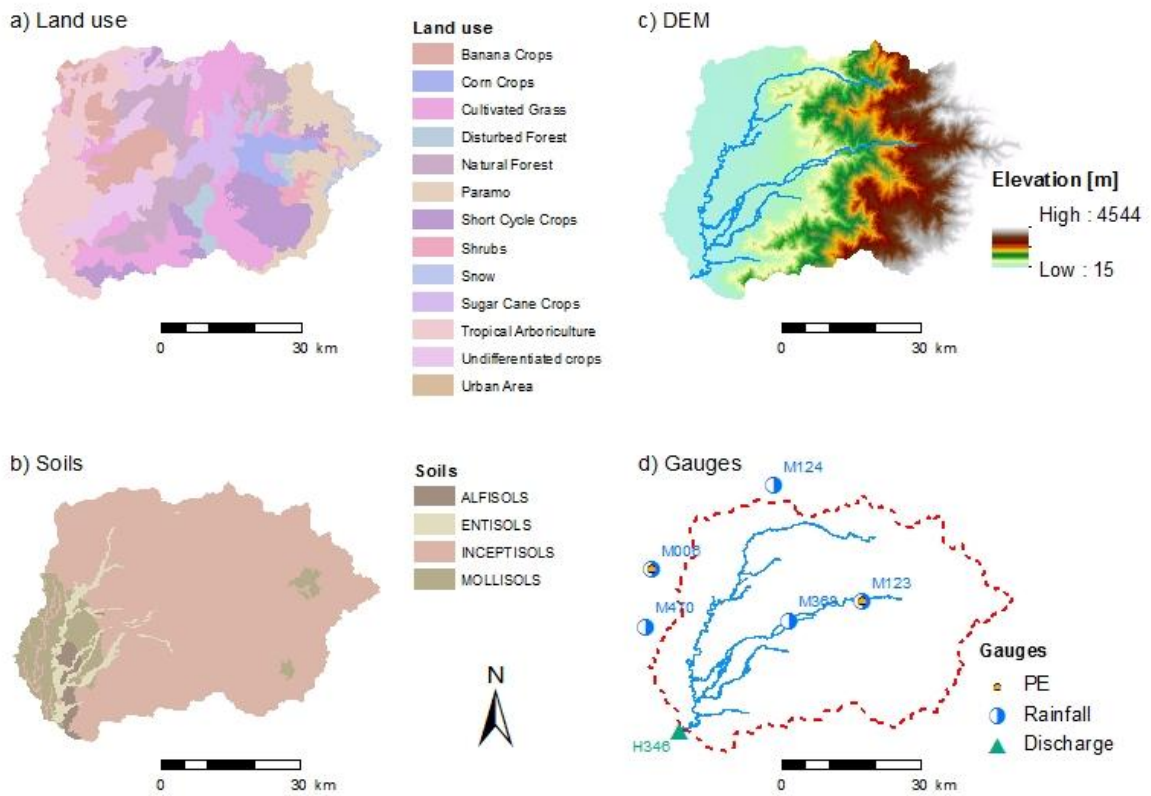 a) Land use
Land use
Banana Crops
Corn Crops
Cultivated Grass
Disturbed Forest
Natural Forest
Paramo
Short Cycle Crops
Shrubs
Snow
Sugar Cane Crops
Tropical Arboriculture
Undifferentiated crops
Urban Area
0 30 km
c) DEM
Elevation [m]
High : 4544
Low : 15
0 30 km
b) Soils
Soils
ALFISOLS
ENTISOLS
INCEPTISOLS
MOLLISOLS
N
0 30 km
d) Gauges
M124
M006
M123
M470
M368
H346
Gauges
PE
Rainfall
Discharge
0 30 km